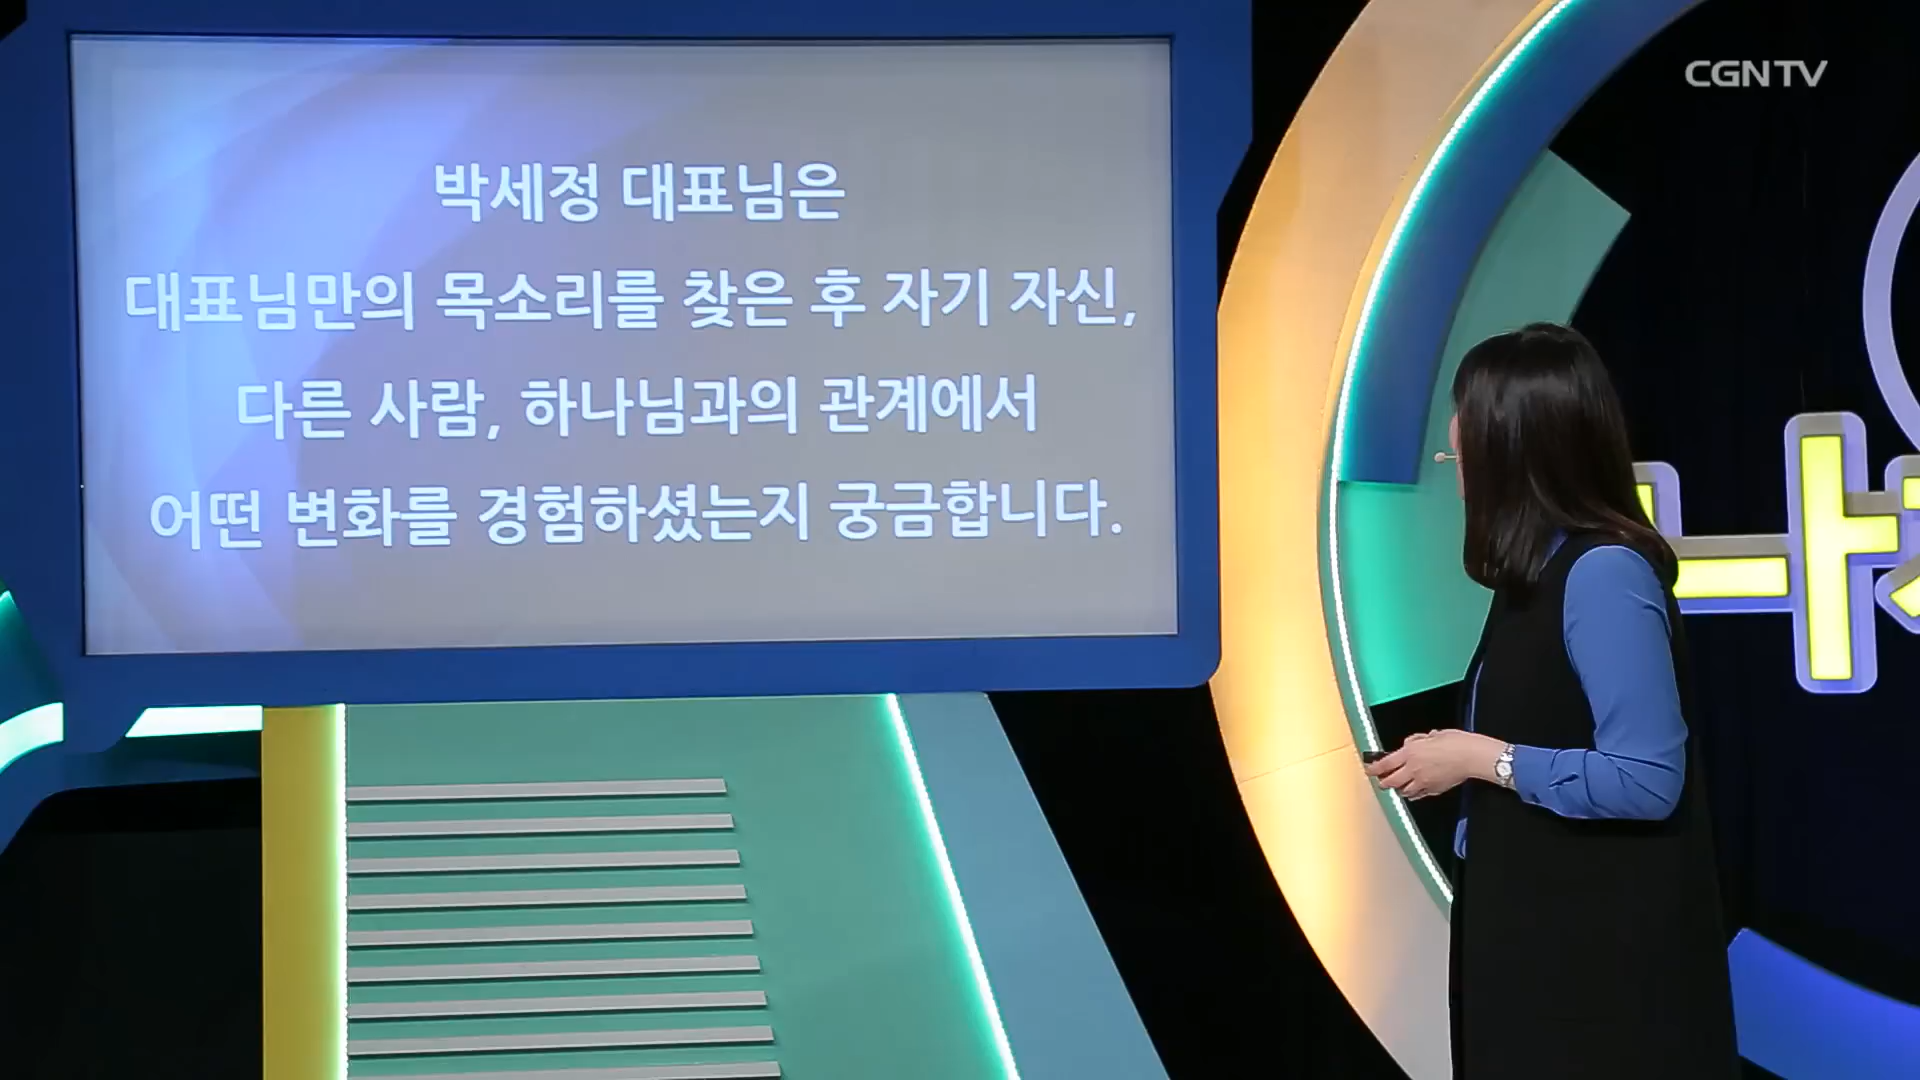 CGNTV
박세정 대표님은
대표님만의 목소리를 찾은 후 자기 자신,
다른 사람, 하나님과의 관계에서
어떤 변화를 경험하셨는지 궁금합니다.
나